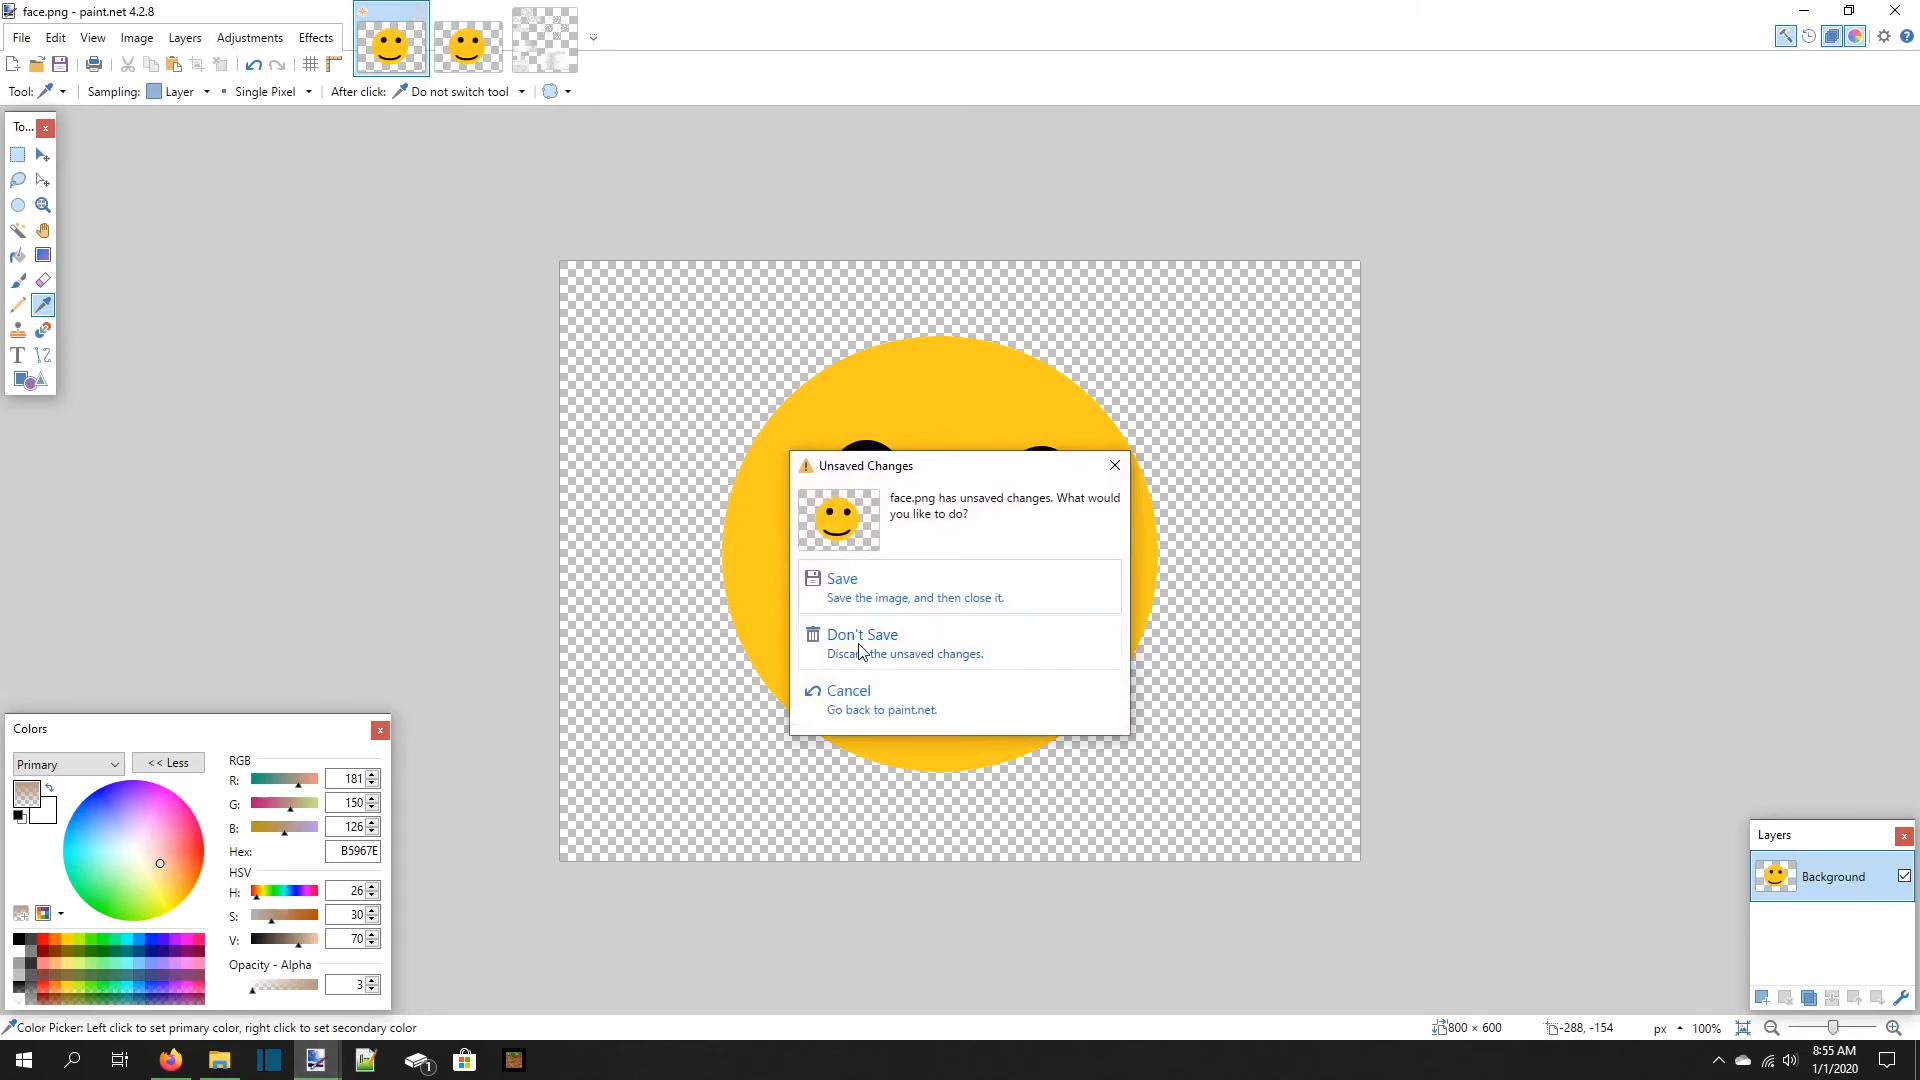 face.png - paint.net 4.2.8
File Edit View Image Layers Adjustments Effects
Tool: Sampling: Layer Single Pixel After click: Do not switch tool
To...
Unsaved Changes
face.png has unsaved changes. What would
you like to do?
Save
Save the image, and then close it.
Don't Save
Discard the unsaved changes.
Cancel
Go back to paint.net.
Colors
Primary << Less
RGB
R: 181
G: 150
B: 126
Hex: B5967E
HSV
H: 26
S: 30
V: 70
Opacity - Alpha
3
Layers
Background
Color Picker: Left click to set primary color, right click to set secondary color
800 × 600 -288, -154 px 100%
1
8:55 AM
1/1/2020